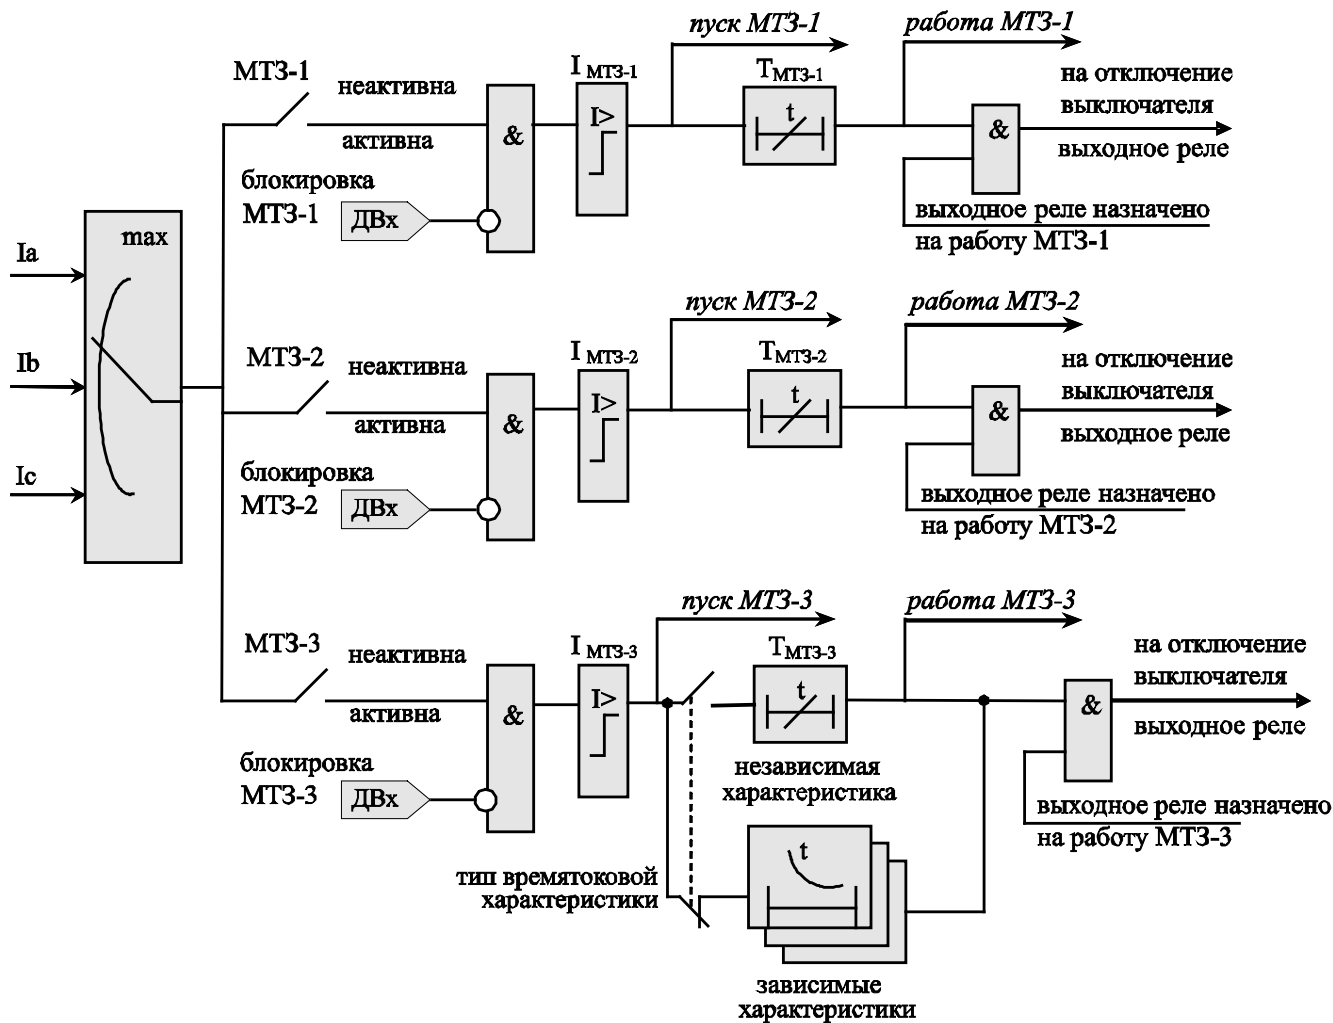 Ia
Ib
Ic
max
МТЗ-1
неактивна
активна
блокировка
МТЗ-1
ДВх
&
I МТЗ-1
I>
пуск МТЗ-1
TМТЗ-1
t
работа МТЗ-1
&
на отключение
выключателя
выходное реле
выходное реле назначено
на работу МТЗ-1
МТЗ-2
неактивна
активна
блокировка
МТЗ-2
ДВх
&
I МТЗ-2
I>
пуск МТЗ-2
TМТЗ-2
t
работа МТЗ-2
&
на отключение
выключателя
выходное реле
выходное реле назначено
на работу МТЗ-2
МТЗ-3
неактивна
активна
блокировка
МТЗ-3
ДВх
&
I МТЗ-3
I>
пуск МТЗ-3
TМТЗ-3
t
независимая
характеристика
работа МТЗ-3
&
на отключение
выключателя
выходное реле
выходное реле назначено
на работу МТЗ-3
тип времятоковой
характеристики
t
зависимые
характеристики